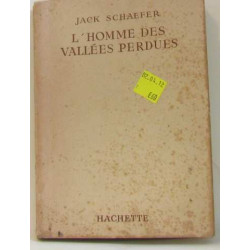 JACK SCHAEFER
L'HOMME DES
VALLÉES PERDUES
HACHETTE